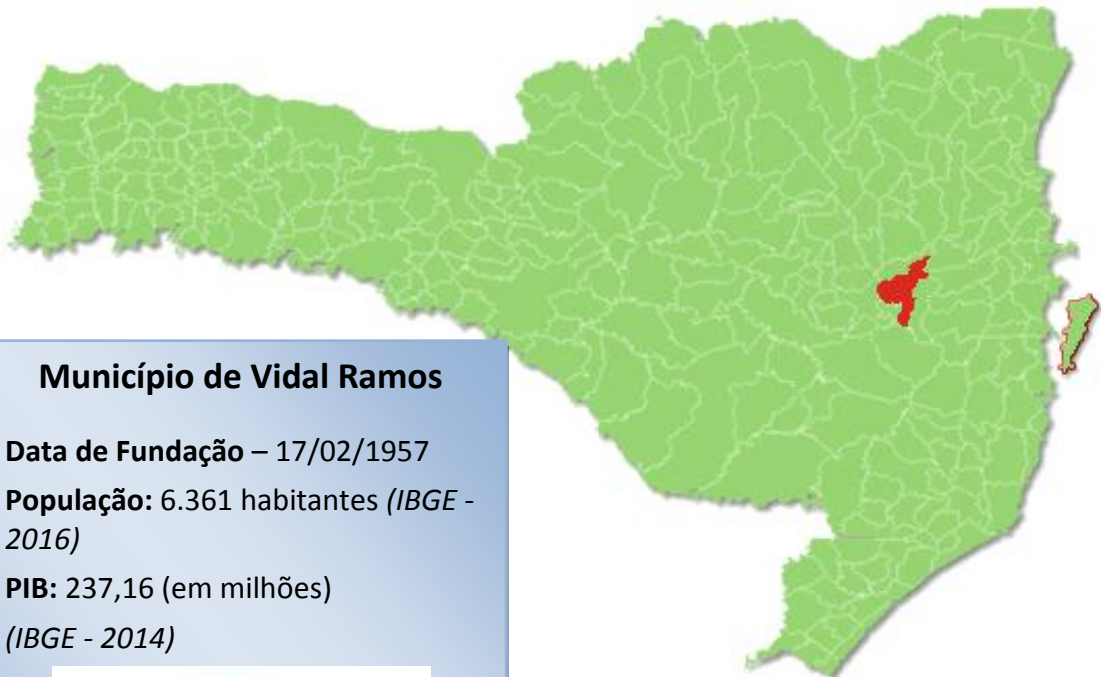 Município de Vidal Ramos
Data de Fundação – 17/02/1957
População: 6.361 habitantes (IBGE -
2016)
PIB: 237,16 (em milhões)
(IBGE - 2014)